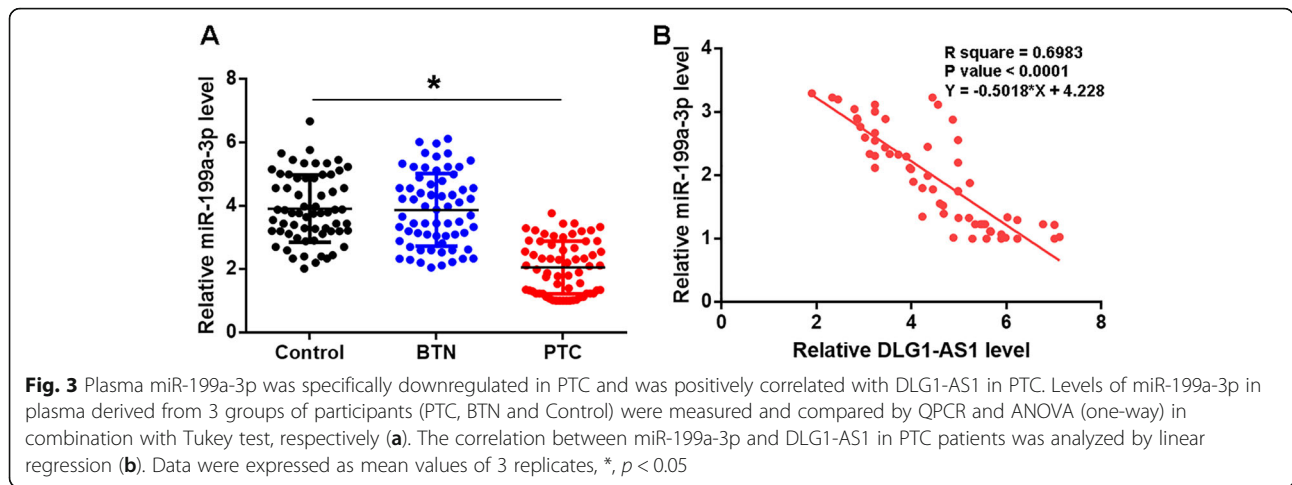 A
B
*
Relative miR-199a-3p level
8
6
4
2
0
Control BTN PTC
Relative miR-199a-3p level
4
3
2
1
0
R square = 0.6983
P value < 0.0001
Y = -0.5018*X + 4.228
2 4 6 8
Relative DLG1-AS1 level
Fig. 3 Plasma miR-199a-3p was specifically downregulated in PTC and was positively correlated with DLG1-AS1 in PTC. Levels of miR-199a-3p in
plasma derived from 3 groups of participants (PTC, BTN and Control) were measured and compared by QPCR and ANOVA (one-way) in
combination with Tukey test, respectively (a). The correlation between miR-199a-3p and DLG1-AS1 in PTC patients was analyzed by linear
regression (b). Data were expressed as mean values of 3 replicates, *, p < 0.05